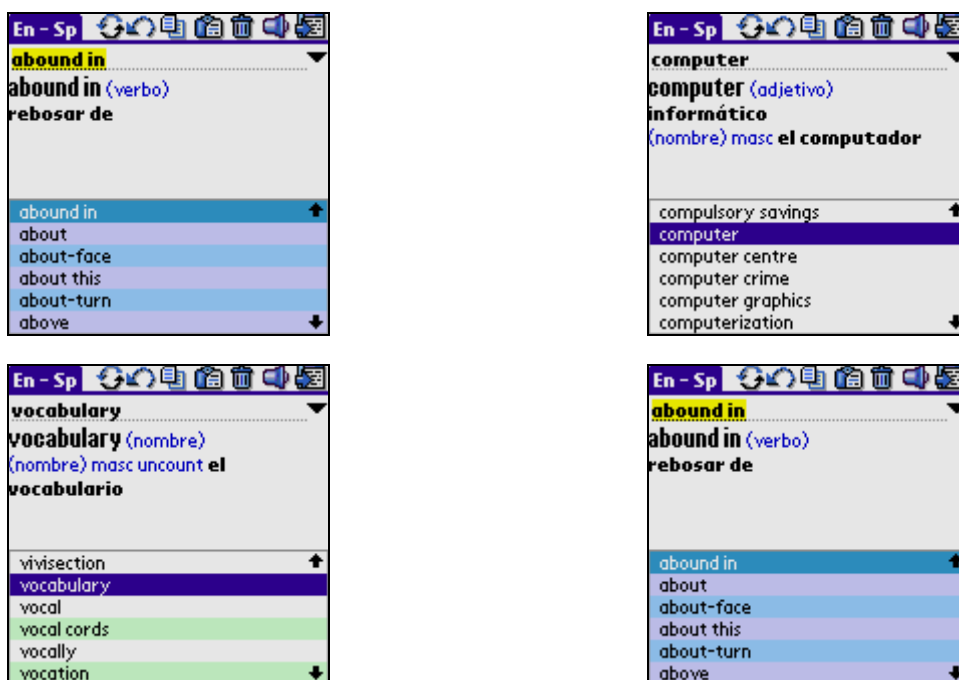 En - Sp
abound in
abound in (verbo)
rebosar de
abound in
about
about-face
about this
about-turn
above
En - Sp
computer
computer (adjetivo)
informático
(nombre) masc el computador
compulsory savings
computer
computer centre
computer crime
computer graphics
computerization
En - Sp
vocabulary
vocabulary (nombre)
(nombre) masc uncount el
vocabulario
vivisection
vocabulary
vocal
vocal cords
vocally
vocation
En - Sp
abound in
abound in (verbo)
rebosar de
abound in
about
about-face
about this
about-turn
above